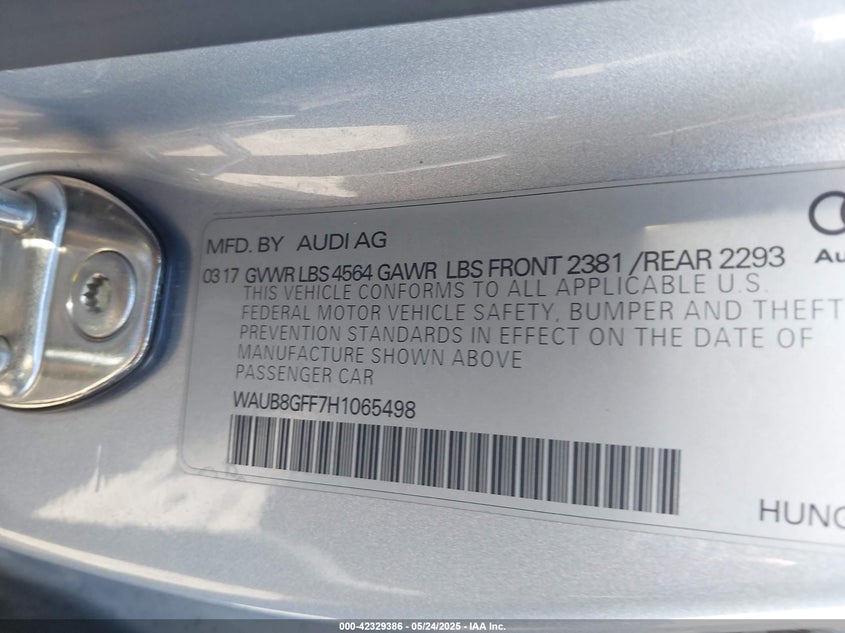 MFD. BY AUDI AG
03 17 GVWR LBS 4564 GAWR LBS FRONT 2381 /REAR 2293
THIS VEHICLE CONFORMS TO ALL APPLICABLE U.S.
FEDERAL MOTOR VEHICLE SAFETY, BUMPER AND THEFT
PREVENTION STANDARDS IN EFFECT ON THE DATE OF
MANUFACTURE SHOWN ABOVE
PASSENGER CAR
WAUB8GFF7H1065498
000-42329386 - 05/24/2025 - IAA Inc.